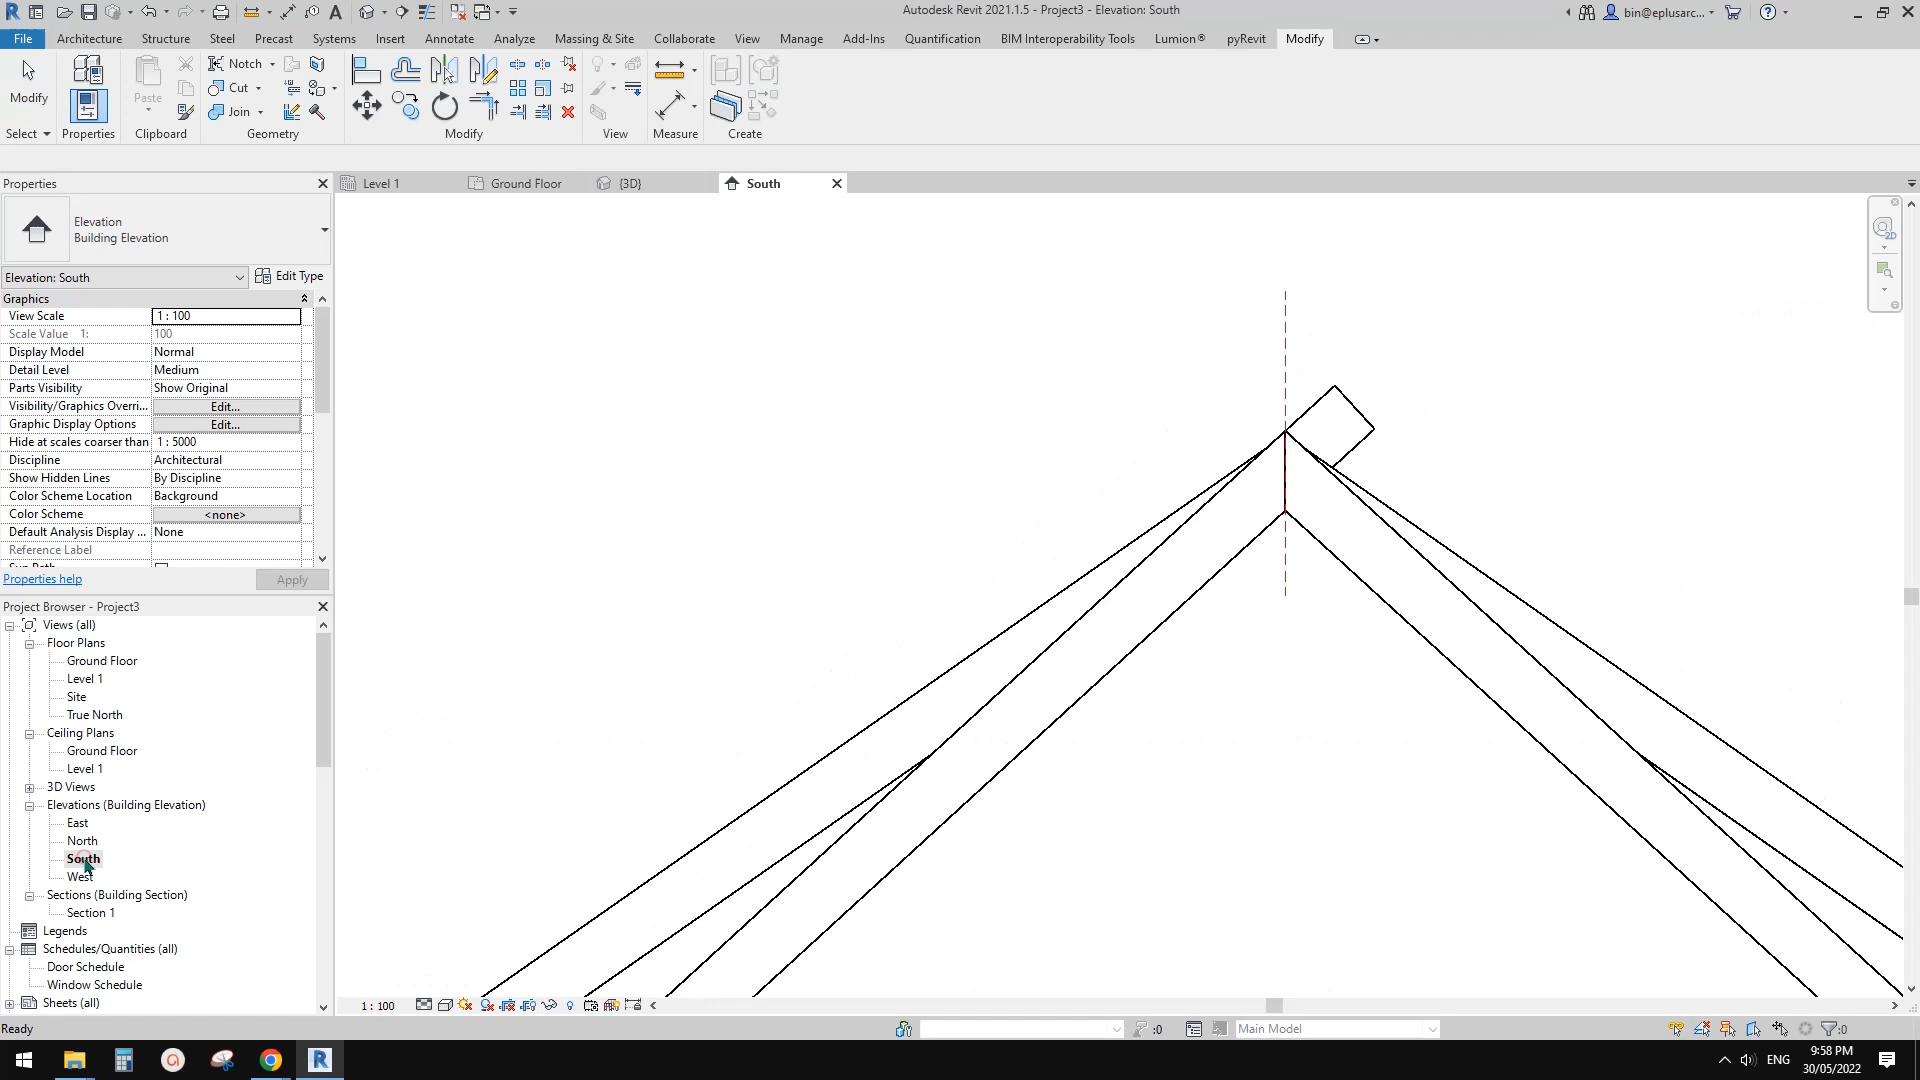 Autodesk Revit 2021.1.5 - Project3 - Elevation: South
bin@eplusarc...
File Architecture Structure Steel Precast Systems Insert Annotate Analyze Massing & Site Collaborate View Manage Add-Ins Quantification BIM Interoperability Tools Lumion® pyRevit Modify
Notch
Cut
Join
Modify
Paste
Select Properties Clipboard Geometry Modify View Measure Create
Properties
Level 1 Ground Floor {3D} South
Elevation
Building Elevation
Elevation: South Edit Type
Graphics
View Scale 1 : 100
Scale Value 1: 100
Display Model Normal
Detail Level Medium
Parts Visibility Show Original
Visibility/Graphics Overri... Edit...
Graphic Display Options Edit...
Hide at scales coarser than 1 : 5000
Discipline Architectural
Show Hidden Lines By Discipline
Color Scheme Location Background
Color Scheme <none>
Default Analysis Display ... None
Reference Label
Properties help Apply
Project Browser - Project3
Views (all)
Floor Plans
Ground Floor
Level 1
Site
True North
Ceiling Plans
Ground Floor
Level 1
3D Views
Elevations (Building Elevation)
East
North
South
West
Sections (Building Section)
Section 1
Legends
Schedules/Quantities (all)
Door Schedule
Window Schedule
Sheets (all)
2D
1 : 100
Ready
:0
Main Model
:0
ENG
9:58 PM
30/05/2022